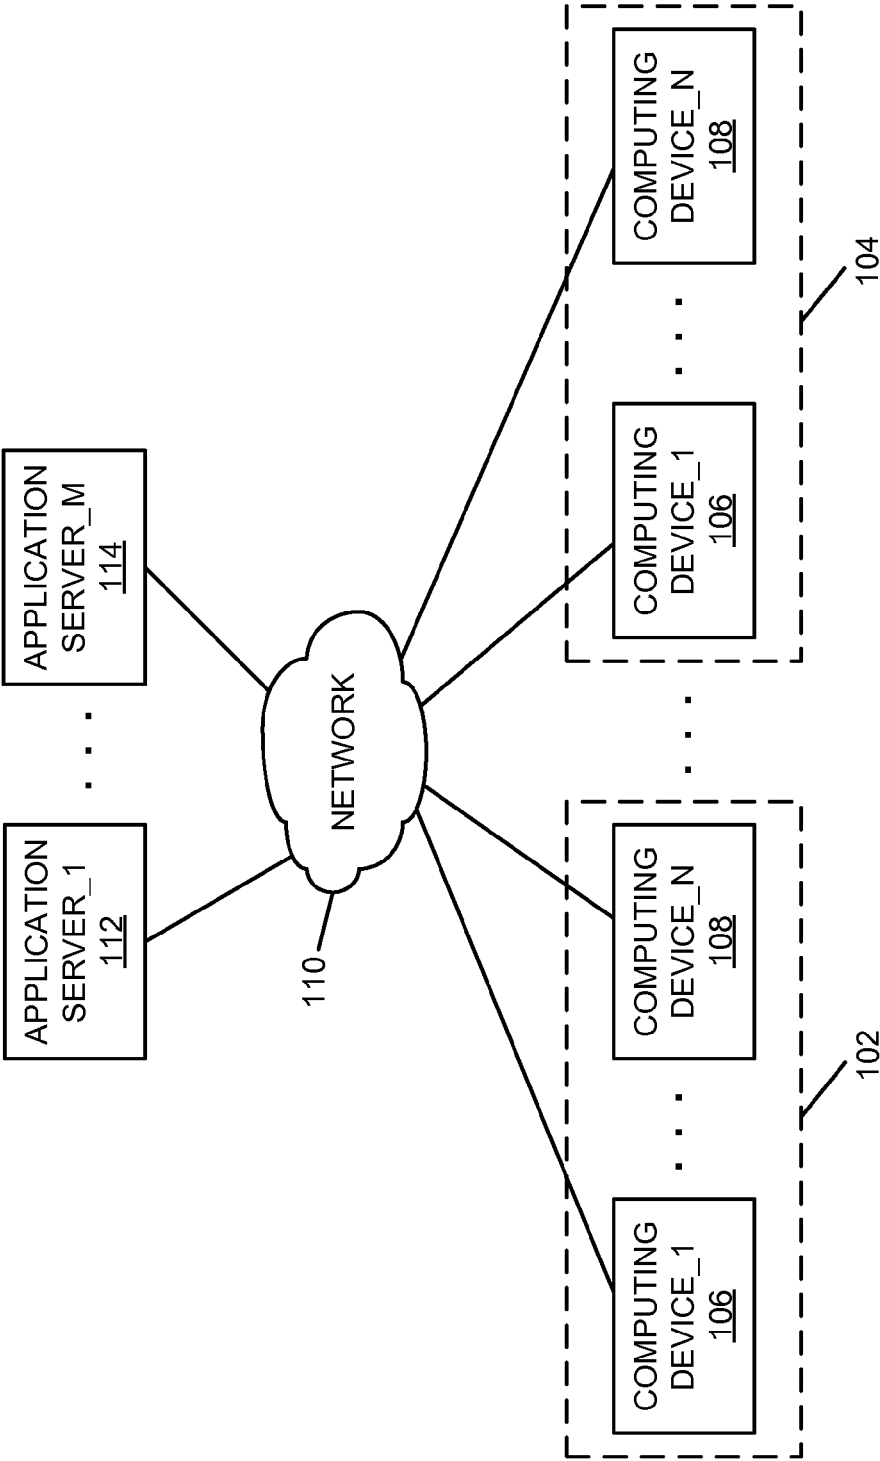 APPLICATION
SERVER_1
112
. . .
APPLICATION
SERVER_M
114
110
NETWORK
COMPUTING
DEVICE_1
106
. . .
COMPUTING
DEVICE_N
108
. . .
COMPUTING
DEVICE_1
106
. . .
COMPUTING
DEVICE_N
108
102
104